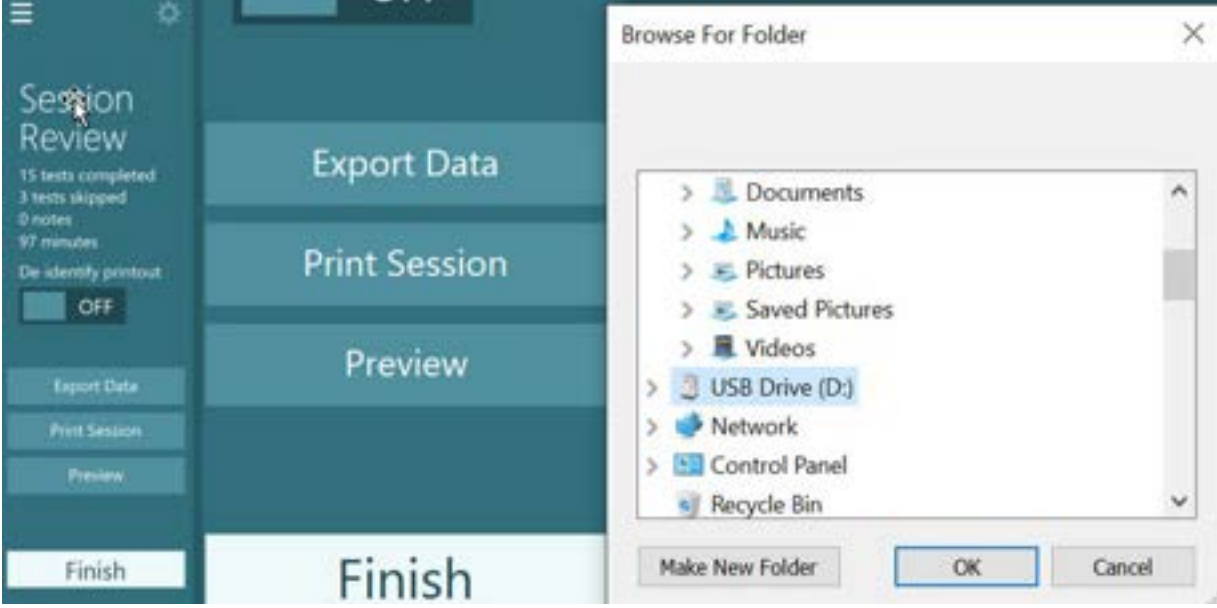 Session
Review
15 tests completed
3 tests skipped
0 notes
97 minutes
De-identify printout
OFF
Export Data
Print Session
Preview
Finish
OFF
Export Data
Print Session
Preview
Finish
Browse For Folder
Documents
Music
Pictures
Saved Pictures
Videos
USB Drive (D:)
Network
Control Panel
Recycle Bin
Make New Folder
OK
Cancel